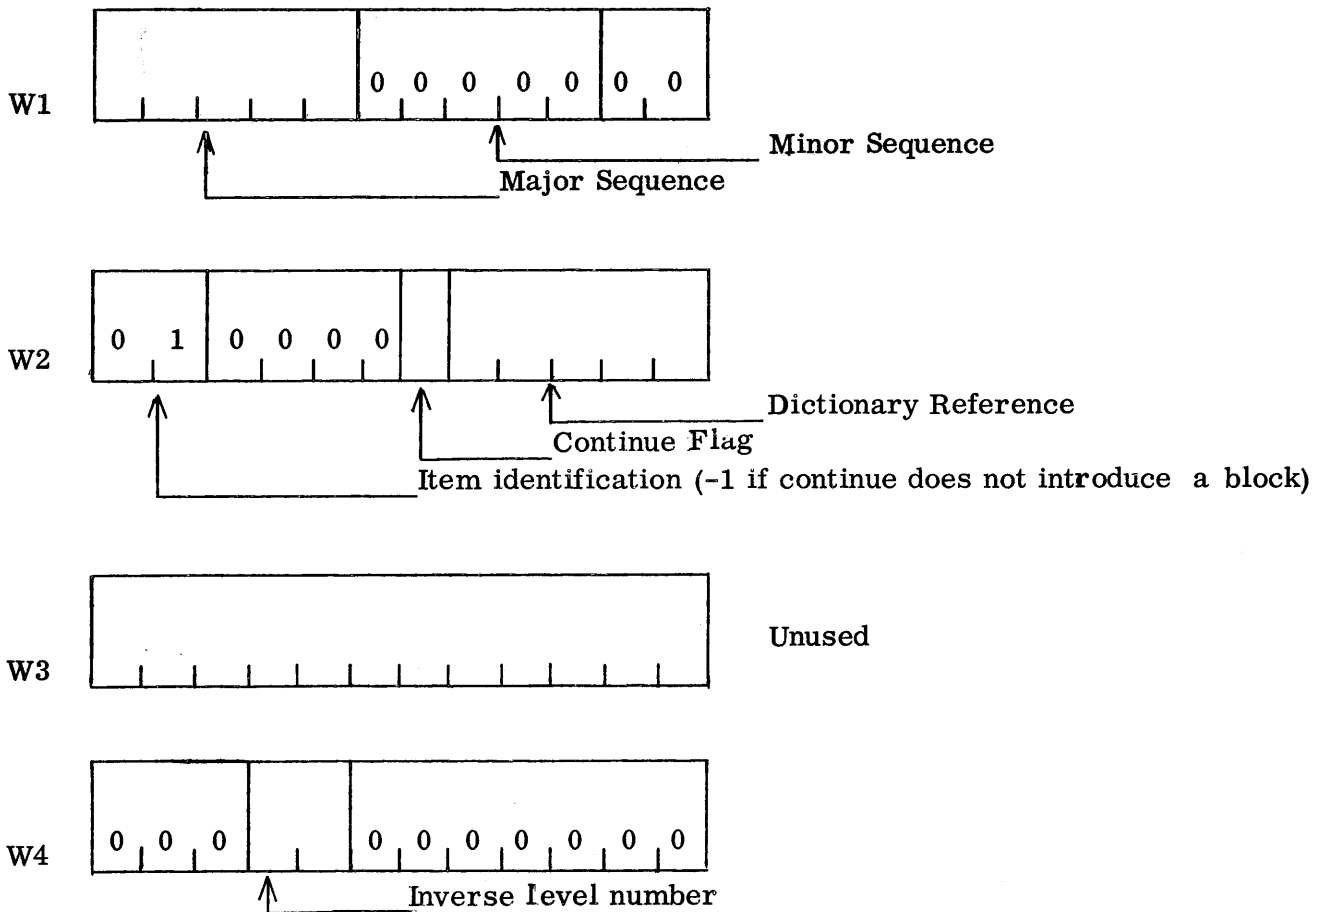 0 0 0 0 0 0 0
W1
Minor Sequence
Major Sequence
0 1 0 0 0 0
W2
Dictionary Reference
Continue Flag
Item identification (-1 if continue does not introduce a block)
Unused
W3
0 0 0 0 0 0 0 0 0 0
W4
Inverse level number